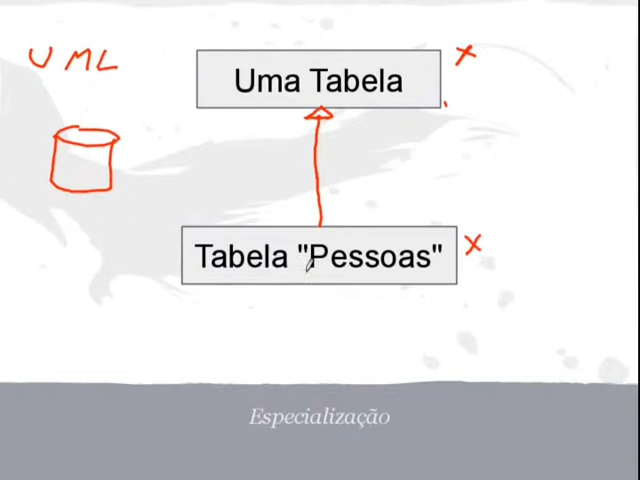 UML
Uma Tabela
x
Tabela "Pessoas"
x
Especialização